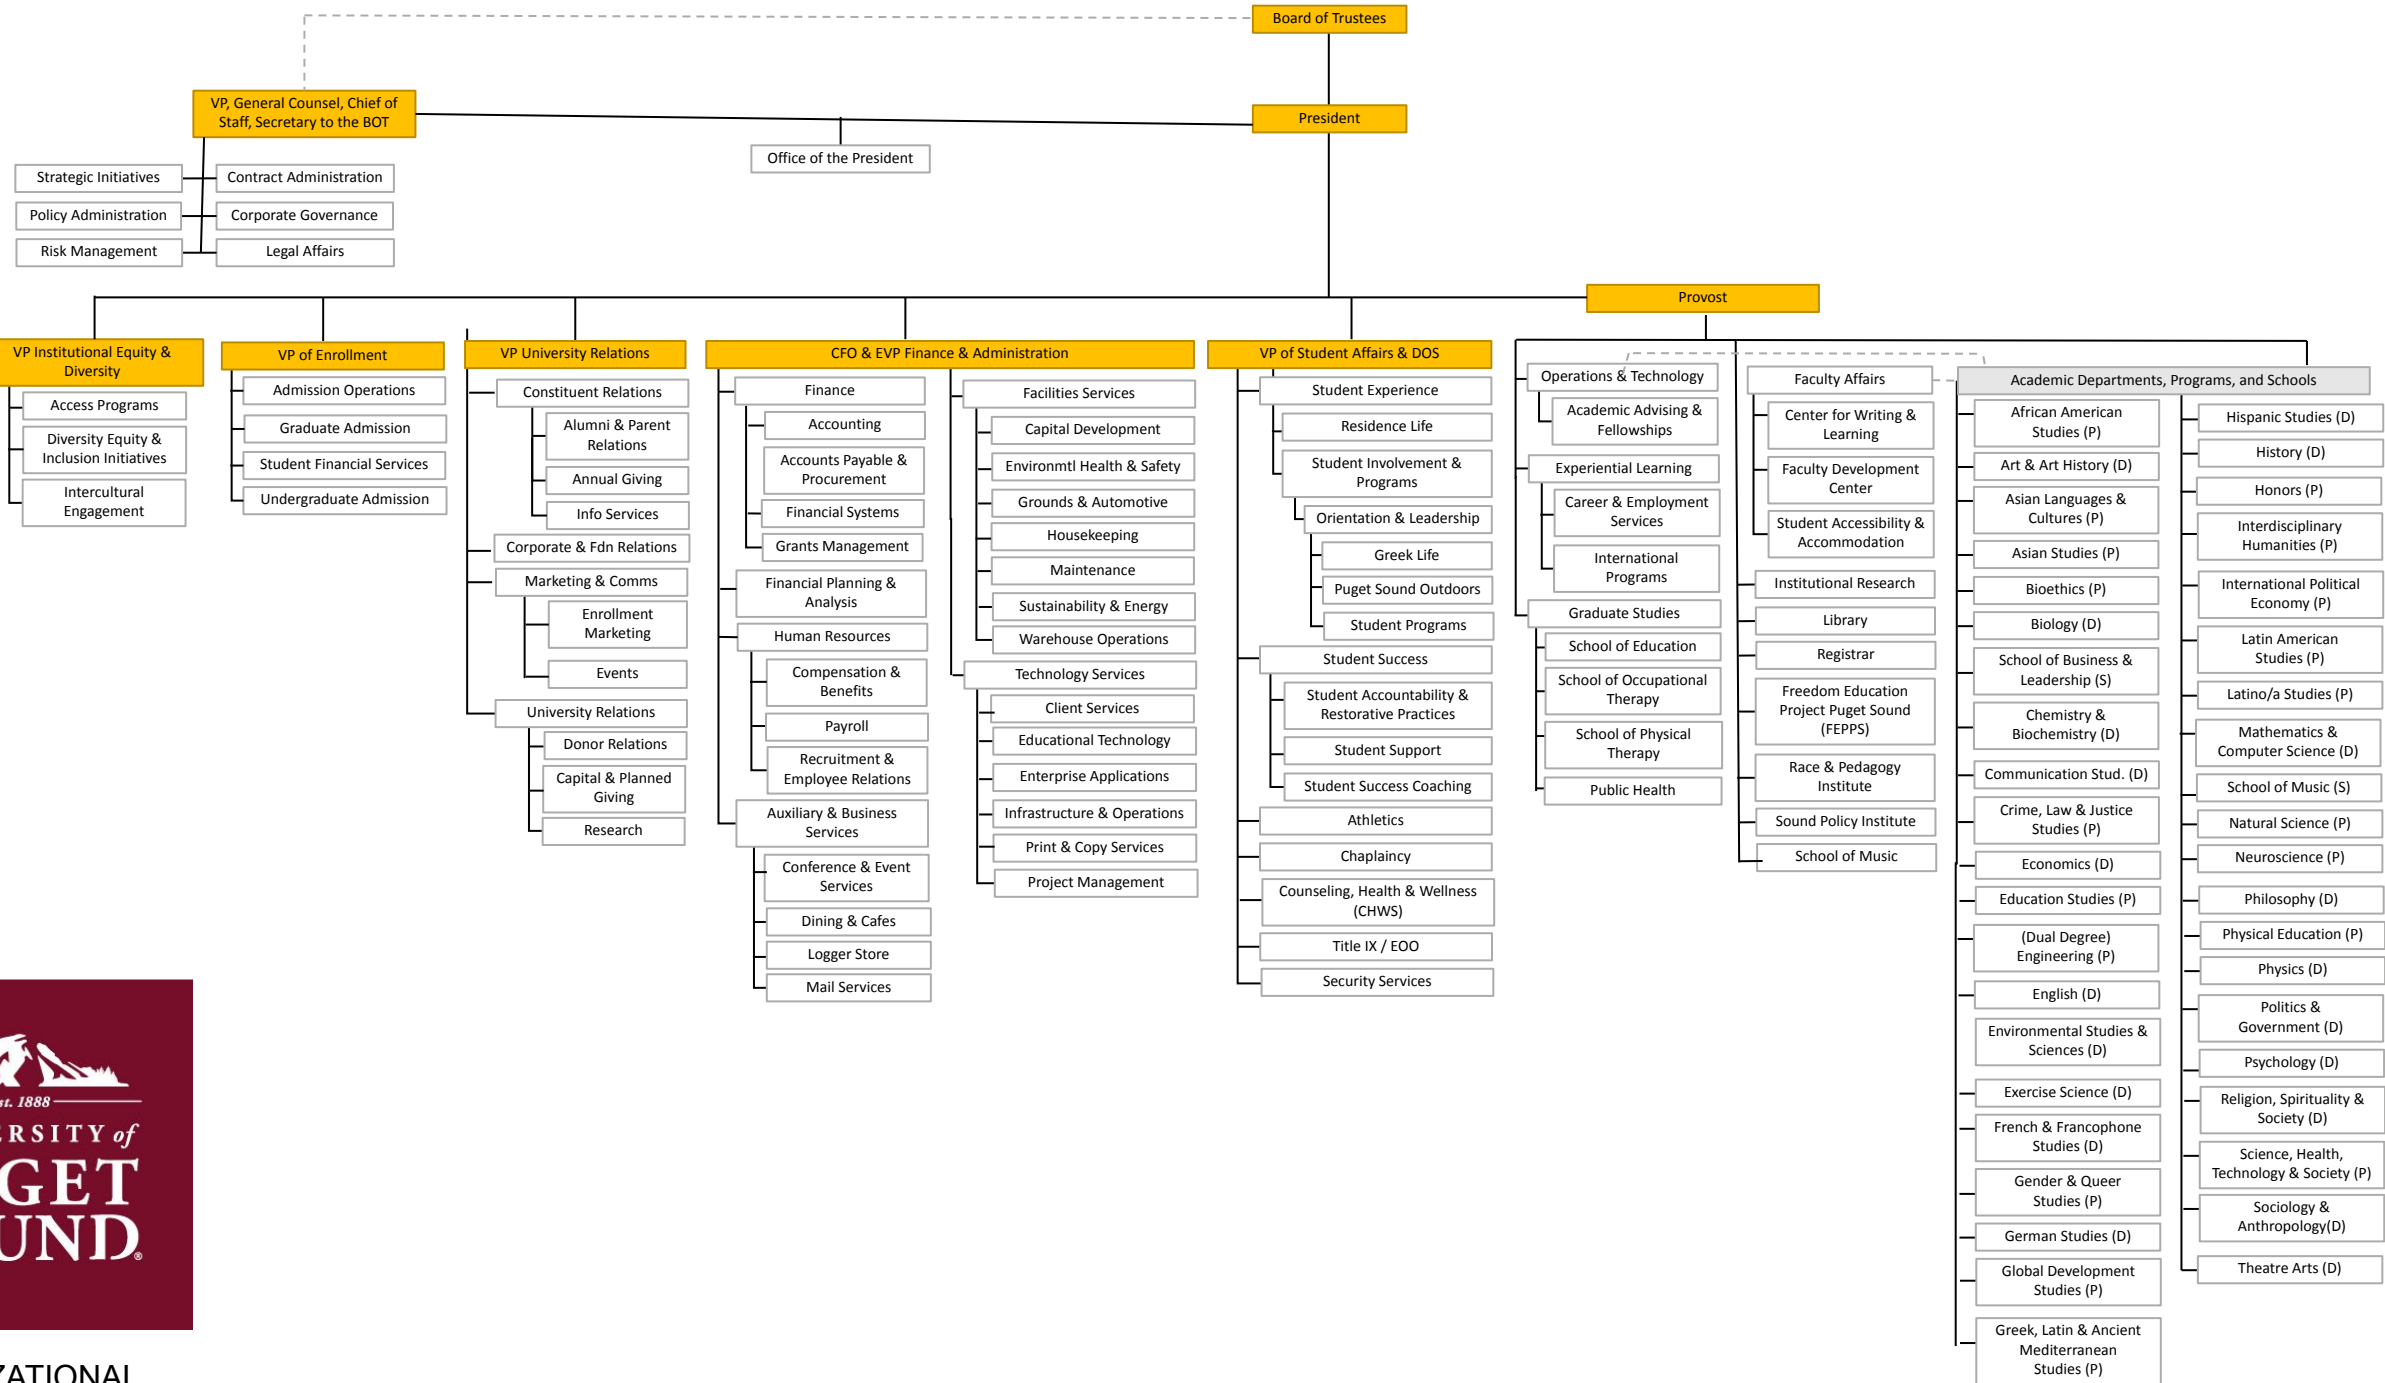 Board of Trustees
VP, General Counsel, Chief of
Staff, Secretary to the BOT
President
Office of the President
Strategic Initiatives
Contract Administration
Policy Administration
Corporate Governance
Risk Management
Legal Affairs
Provost
VP Institutional Equity &
Diversity
Access Programs
Diversity Equity &
Inclusion Initiatives
Intercultural
Engagement
VP of Enrollment
Admission Operations
Graduate Admission
Student Financial Services
Undergraduate Admission
VP University Relations
Constituent Relations
Alumni & Parent
Relations
Annual Giving
Info Services
Corporate & Fdn Relations
Marketing & Comms
Enrollment
Marketing
Events
University Relations
Donor Relations
Capital & Planned
Giving
Research
CFO & EVP Finance & Administration
Finance
Accounting
Accounts Payable &
Procurement
Financial Systems
Grants Management
Financial Planning &
Analysis
Human Resources
Compensation &
Benefits
Payroll
Recruitment &
Employee Relations
Auxiliary & Business
Services
Conference & Event
Services
Dining & Cafes
Logger Store
Mail Services
Facilities Services
Capital Development
Environmtl Health & Safety
Grounds & Automotive
Housekeeping
Maintenance
Sustainability & Energy
Warehouse Operations
Technology Services
Client Services
Educational Technology
Enterprise Applications
Infrastructure & Operations
Print & Copy Services
Project Management
VP of Student Affairs & DOS
Student Experience
Residence Life
Student Involvement &
Programs
Orientation & Leadership
Greek Life
Puget Sound Outdoors
Student Programs
Student Success
Student Accountability &
Restorative Practices
Student Support
Student Success Coaching
Athletics
Chaplaincy
Counseling, Health & Wellness
(CHWS)
Title IX / EOO
Security Services
Operations & Technology
Academic Advising &
Fellowships
Experiential Learning
Career & Employment
Services
International
Programs
Graduate Studies
School of Education
School of Occupational
Therapy
School of Physical
Therapy
Public Health
Faculty Affairs
Center for Writing &
Learning
Faculty Development
Center
Student Accessibility &
Accommodation
Institutional Research
Library
Registrar
Freedom Education
Project Puget Sound
(FEPPS)
Race & Pedagogy
Institute
Sound Policy Institute
School of Music
Academic Departments, Programs, and Schools
African American
Studies (P)
Art & Art History (D)
Asian Languages &
Cultures (P)
Asian Studies (P)
Bioethics (P)
Biology (D)
School of Business &
Leadership (S)
Chemistry &
Biochemistry (D)
Communication Stud. (D)
Crime, Law & Justice
Studies (P)
Economics (D)
Education Studies (P)
(Dual Degree)
Engineering (P)
English (D)
Environmental Studies &
Sciences (D)
Exercise Science (D)
French & Francophone
Studies (D)
Gender & Queer
Studies (P)
German Studies (D)
Global Development
Studies (P)
Greek, Latin & Ancient
Mediterranean
Studies (P)
Hispanic Studies (D)
History (D)
Honors (P)
Interdisciplinary
Humanities (P)
International Political
Economy (P)
Latin American
Studies (P)
Latino/a Studies (P)
Mathematics &
Computer Science (D)
School of Music (S)
Natural Science (P)
Neuroscience (P)
Philosophy (D)
Physical Education (P)
Physics (D)
Politics &
Government (D)
Psychology (D)
Religion, Spirituality &
Society (D)
Science, Health,
Technology & Society (P)
Sociology &
Anthropology(D)
Theatre Arts (D)
st. 1888
ERSITY of
GET
UND®
ZATIONAL